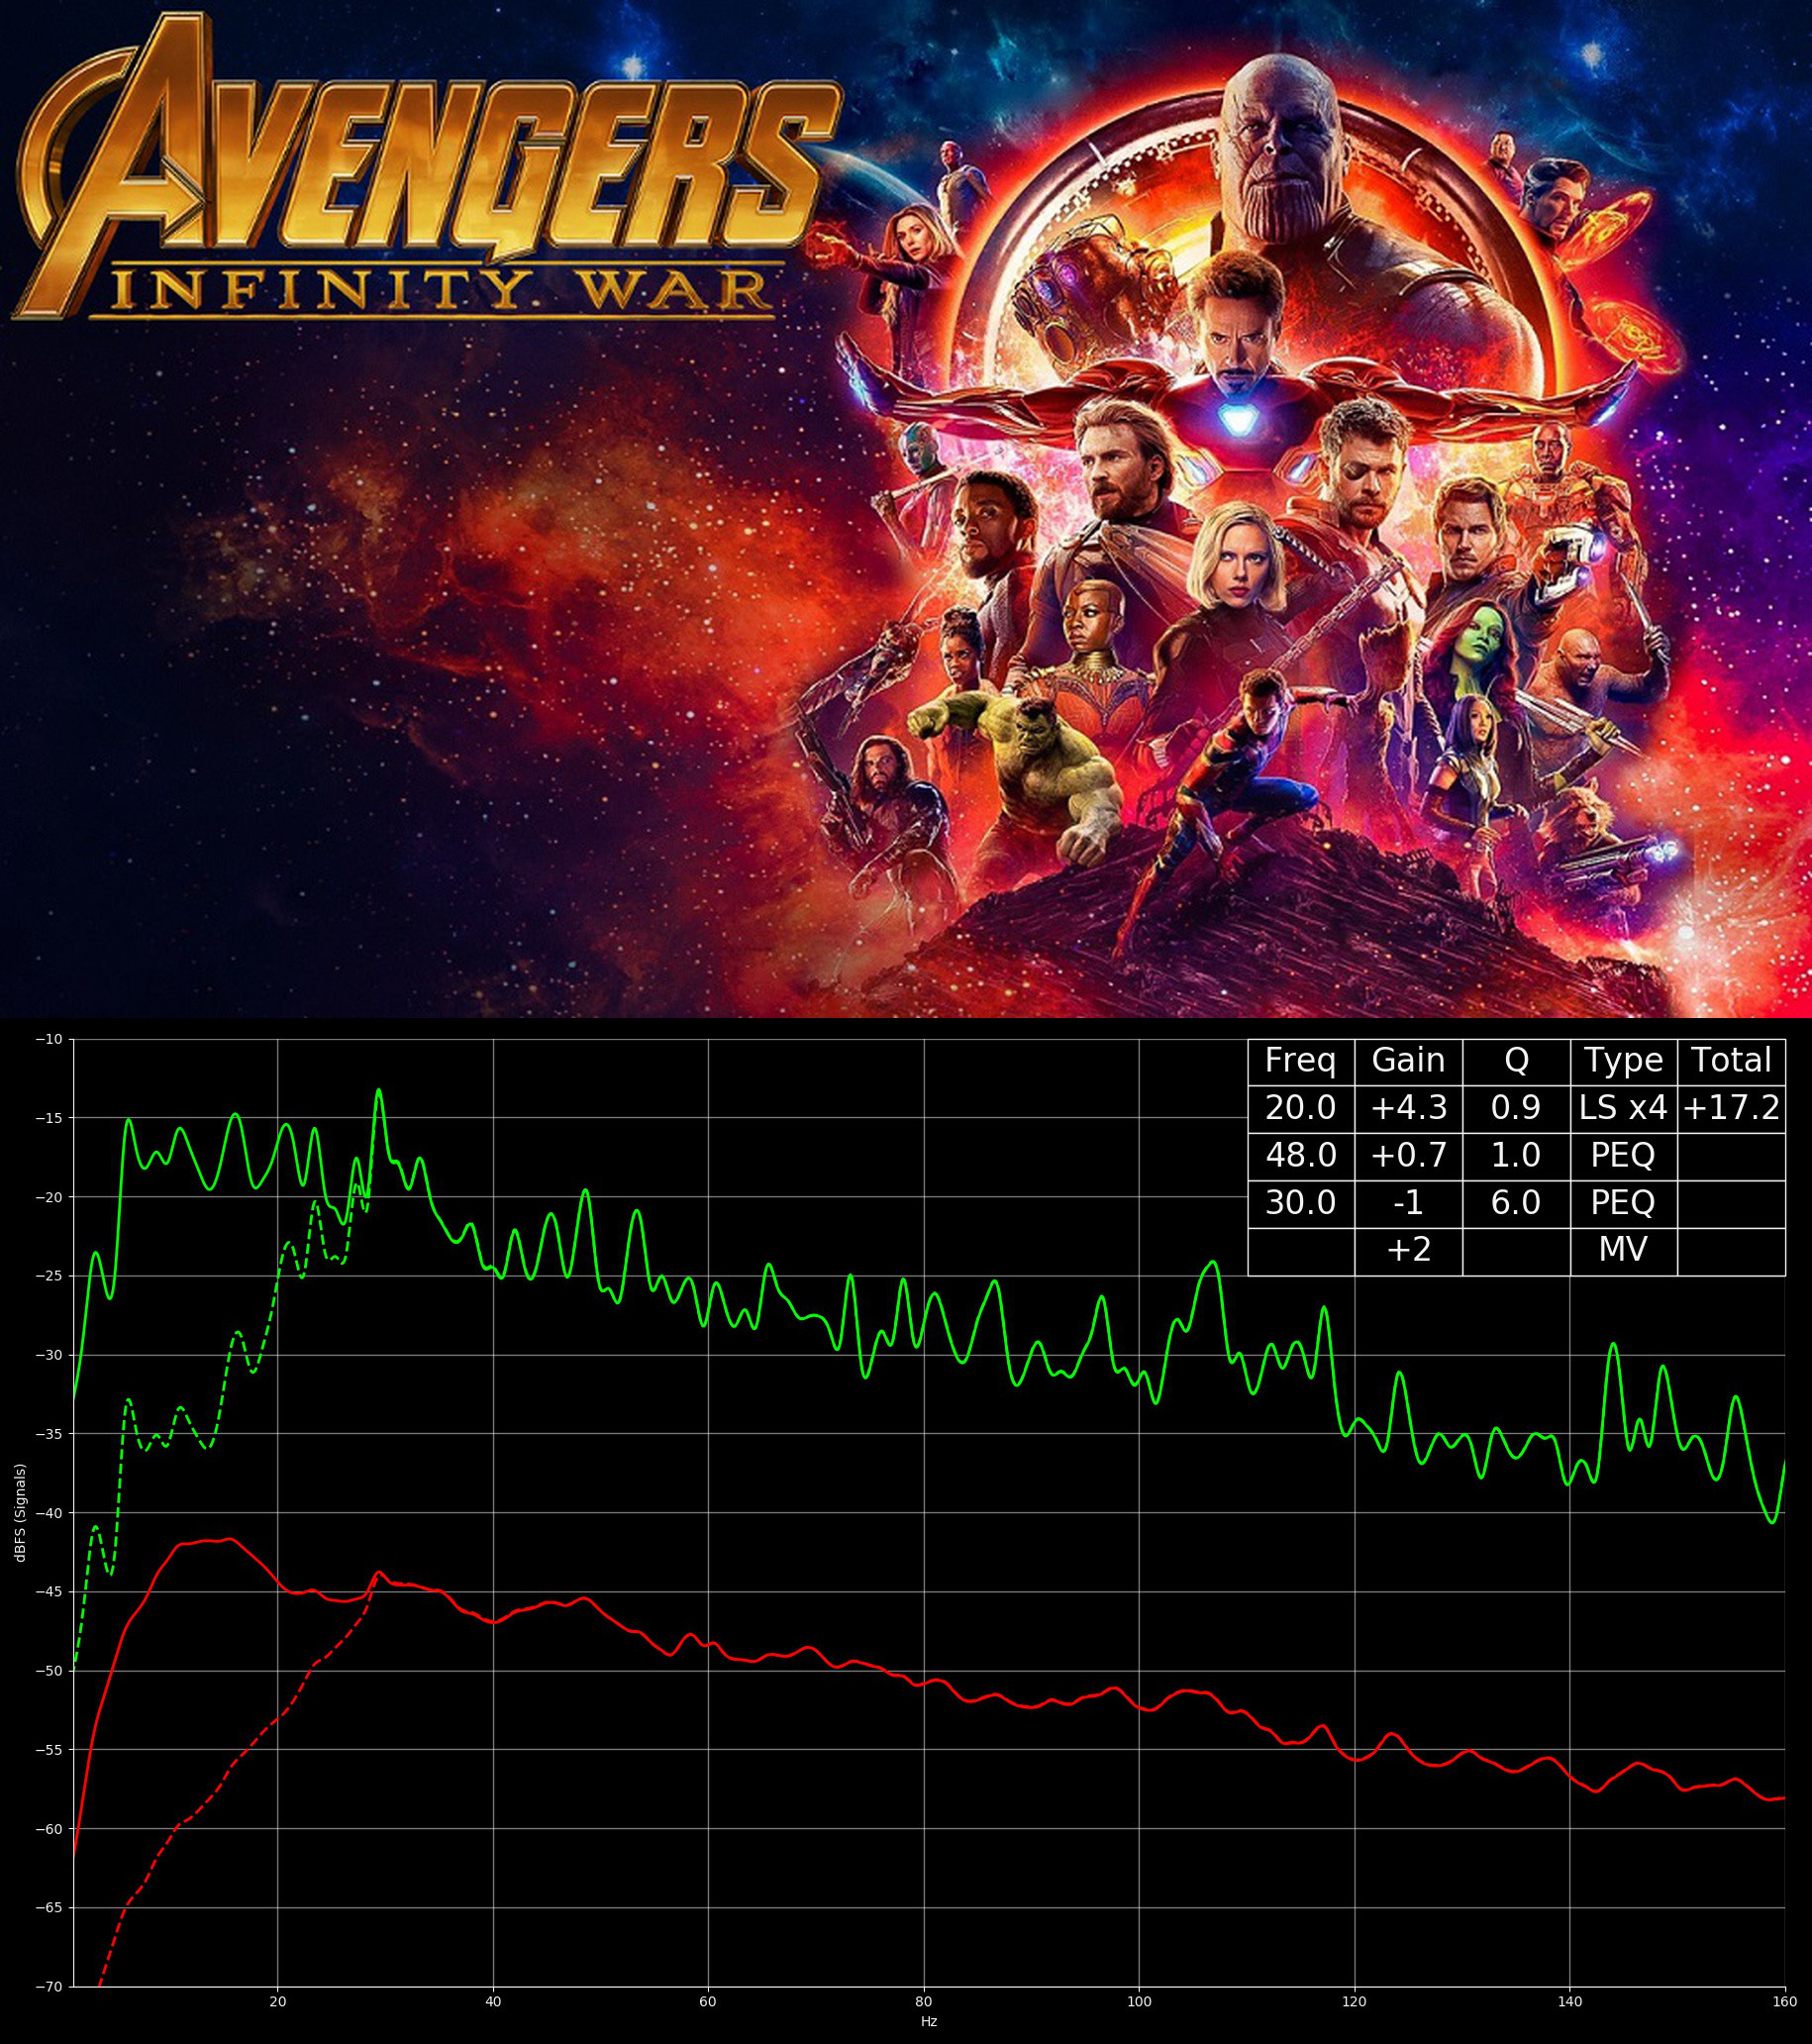 AVENGERS
INFINITY WAR
Freq Gain Q Type Total
20.0 +4.3 0.9 LS x4 +17.2
48.0 +0.7 1.0 PEQ
30.0 -1 6.0 PEQ
+2 MV
−10
−15
−20
−25
−30
−35
−40
−45
−50
−55
−60
−65
−70
dBFS (Signals)
20 40 60 80 100 120 140 160
Hz